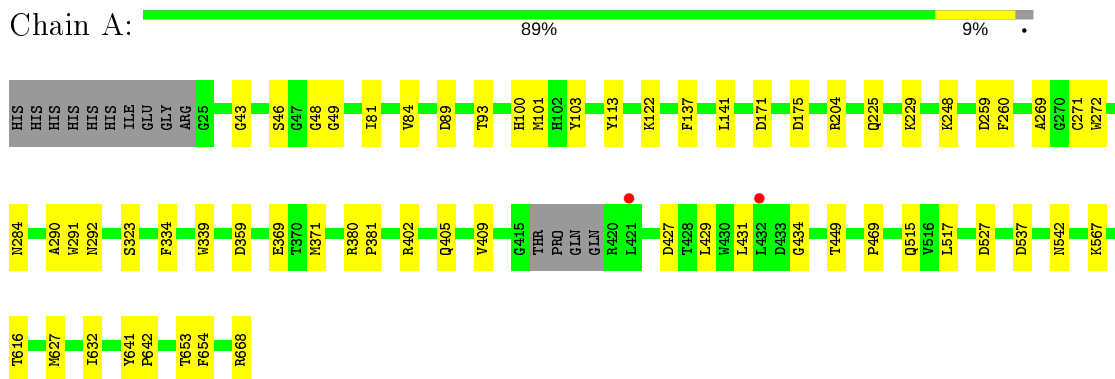 Chain A:
89% 9% •
HIS HIS HIS HIS HIS HIS ILE GLU GLY ARG G25 G43 S46 G47 G48 G49 I81 V84 D89 T93 H100 M101 H102 Y103 Y113 K122 F137 L141 D171 D175 R204 Q225 K229 K248 D259 F260 A269 G270 C271 W272
N284 A290 W291 N292 S323 F334 W339 D359 E369 T370 M371 R380 P381 R402 Q405 V409 G415 THR PRO GLN GLN R420 L421 D427 T428 L429 W430 L431 L432 D433 G434 T449 P469 Q515 V516 L517 D527 D537 N542 K567
T616 M627 I632 Y641 P642 T653 F654 R668